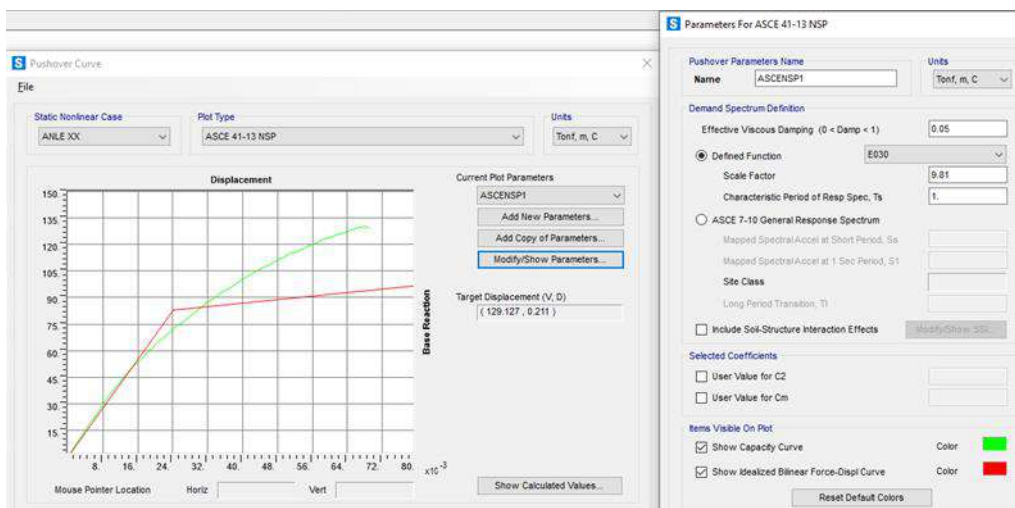 Pushover Curve
File
Static Nonlinear Case
ANLE XX
Plot Type
ASCE 41-13 NSP
Units
Tonf, m, C
Displacement
150.
135.
120.
105.
90.
75.
60.
45.
30.
15.
8. 16. 24. 32. 40. 48. 56. 64. 72. 80. x10 -3
Base Reaction
Mouse Pointer Location Horiz Vert
Current Plot Parameters
ASCENSP1
Add New Parameters...
Add Copy of Parameters...
Modify/Show Parameters...
Target Displacement (V, D)
( 129.127 , 0.211 )
Show Calculated Values...
Parameters For ASCE 41-13 NSP
Pushover Parameters Name
Name ASCENSP1
Units
Tonf, m, C
Demand Spectrum Definition
Effective Viscous Damping (0 < Damp < 1) 0.05
Defined Function E030
Scale Factor 9.81
Characteristic Period of Resp Spec, Ts 1.
ASCE 7-10 General Response Spectrum
Mapped Spectral Accel at Short Period, Ss
Mapped Spectral Accel at 1 Sec Period, S1
Site Class
Long Period Transition, Tl
Include Soil-Structure Interaction Effects Modify/Show SSI...
Selected Coefficients
User Value for C2
User Value for Cm
Items Visible On Plot
Show Capacity Curve Color
Show Idealized Bilinear Force-Displ Curve Color
Reset Default Colors